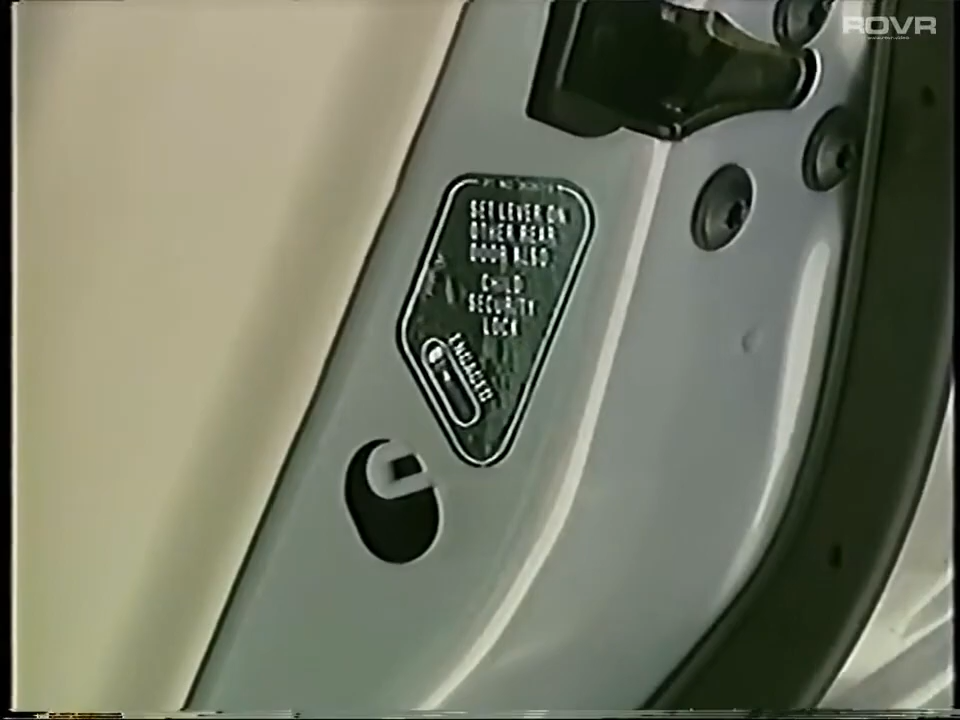 ROVR
SET LEVER ON
OTHER REAR
DOOR ALSO
CHILD
SECURITY
LOCK
ENGAGED